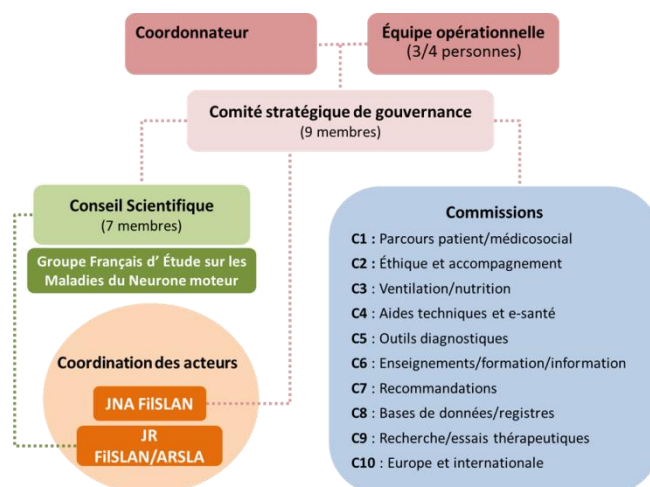 Coordonnateur
Équipe opérationnelle
(3/4 personnes)
Comité stratégique de gouvernance
(9 membres)
Conseil Scientifique
(7 membres)
Groupe Français d’ Étude sur les
Maladies du Neurone moteur
Coordination des acteurs
JNA FilSLAN
JR
FilSLAN/ARSLA
Commissions
C1 : Parcours patient/médicosocial
C2 : Éthique et accompagnement
C3 : Ventilation/nutrition
C4 : Aides techniques et e-santé
C5 : Outils diagnostiques
C6 : Enseignements/formation/information
C7 : Recommandations
C8 : Bases de données/registres
C9 : Recherche/essais thérapeutiques
C10 : Europe et internationale